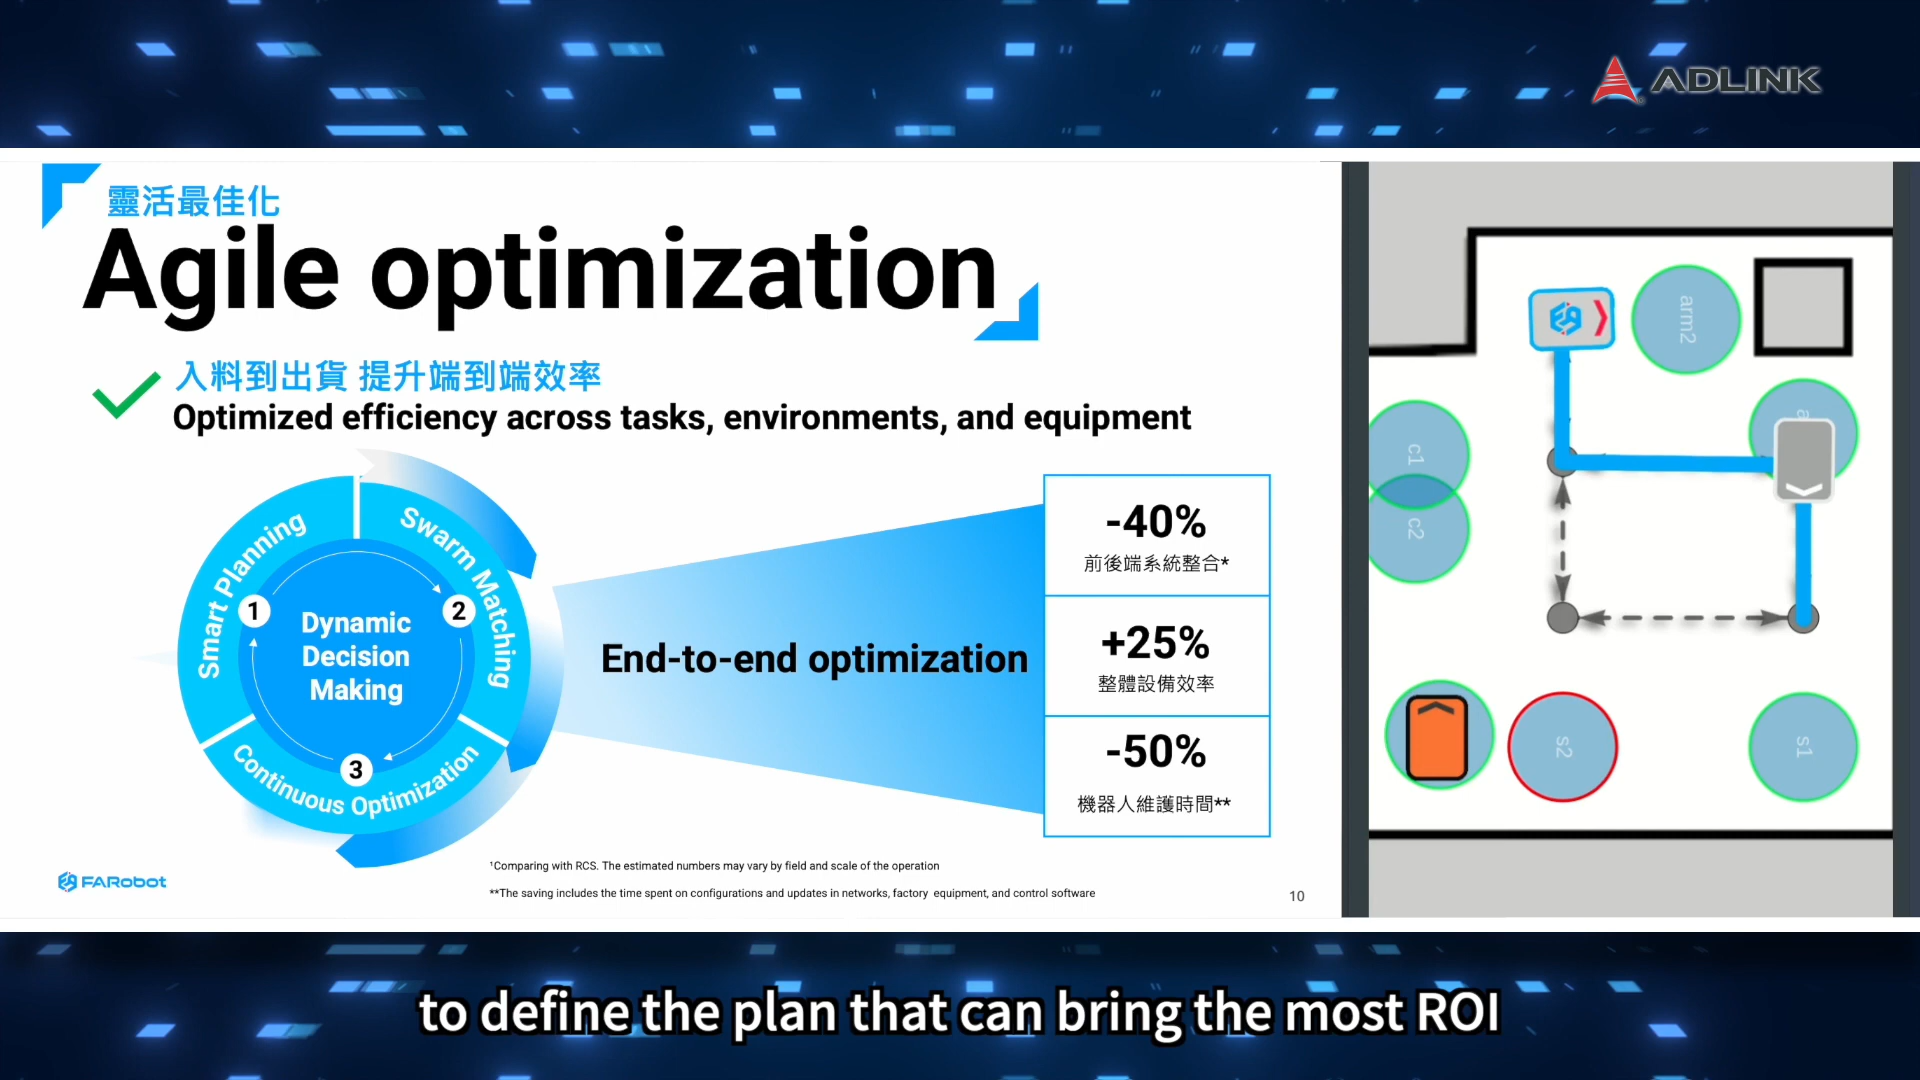 ADLINK
靈活最佳化
Agile optimization
入料到出貨 提升端到端效率
Optimized efficiency across tasks, environments, and equipment
Smart Planning
Swarm Matching
Continuous Optimization
1
2
3
Dynamic
Decision
Making
End-to-end optimization
-40%
前後端系統整合*
+25%
整體設備效率
-50%
機器人維護時間**
¹Comparing with RCS. The estimated numbers may vary by field and scale of the operation
**The saving includes the time spent on configurations and updates in networks, factory equipment, and control software
FARobot
10
arm2
a
c1
c2
s2
s1
to define the plan that can bring the most ROI